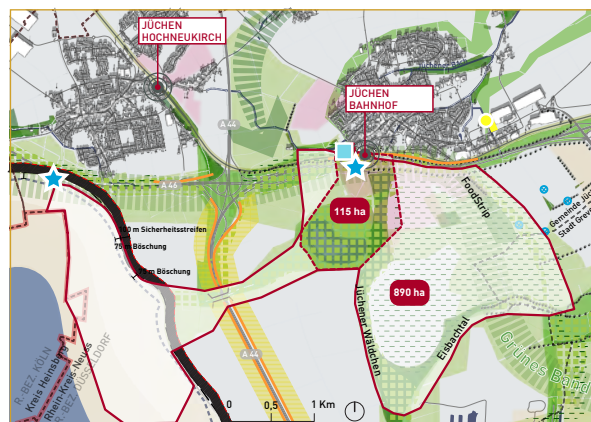 JÜCHEN
HOCHNEUKIRCH
JÜCHEN
BAHNHOF
A 44
A 46
FoodStrip
115 ha
Gemeinde Jüc
Stadt Grev
100 m Sicherheitsstreifen
75 m Böschung
75 m Böschung
890 ha
Jüchener Wäldchen
Elsbachtal
Grünes Band
A 44
R. BEZ. KÖLN
Kreis Heinsberg
Rhein-Kreis-Neuss
R. BEZ. DÜSSELDORF
0 0,5 1 Km